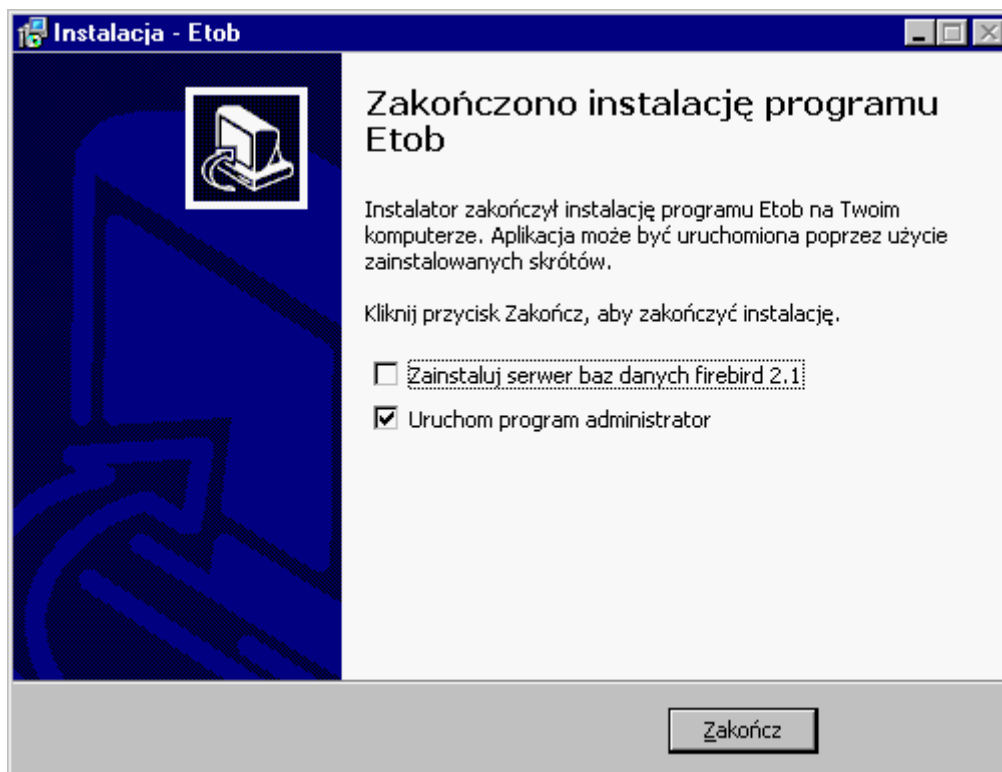 Instalacja - Etob
Zakończono instalację programu
Etob
Instalator zakończył instalację programu Etob na Twoim
komputerze. Aplikacja może być uruchomiona poprzez użycie
zainstalowanych skrótów.
Kliknij przycisk Zakończ, aby zakończyć instalację.
Zainstaluj serwer baz danych firebird 2.1
Uruchom program administrator
Zakończ